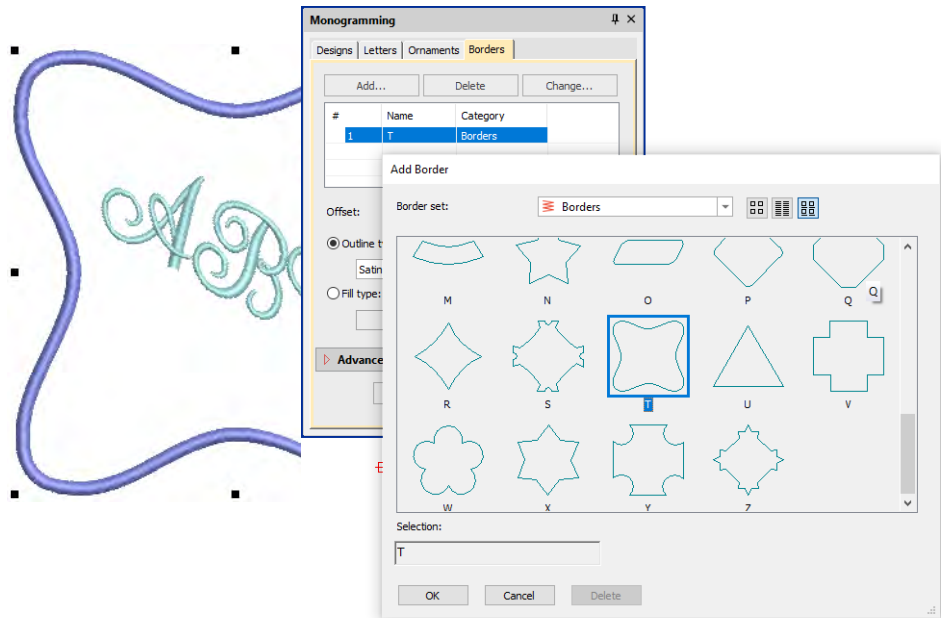 Monogramming
Designs Letters Ornaments Borders
Add... Delete Change...
# Name Category
1 T Borders
Offset:
Outline t
Satin
Fill type:
Advance
ABC
Add Border
Border set: Borders
M N O P Q Q
R S T U V
W X Y Z
Selection:
T
OK Cancel Delete